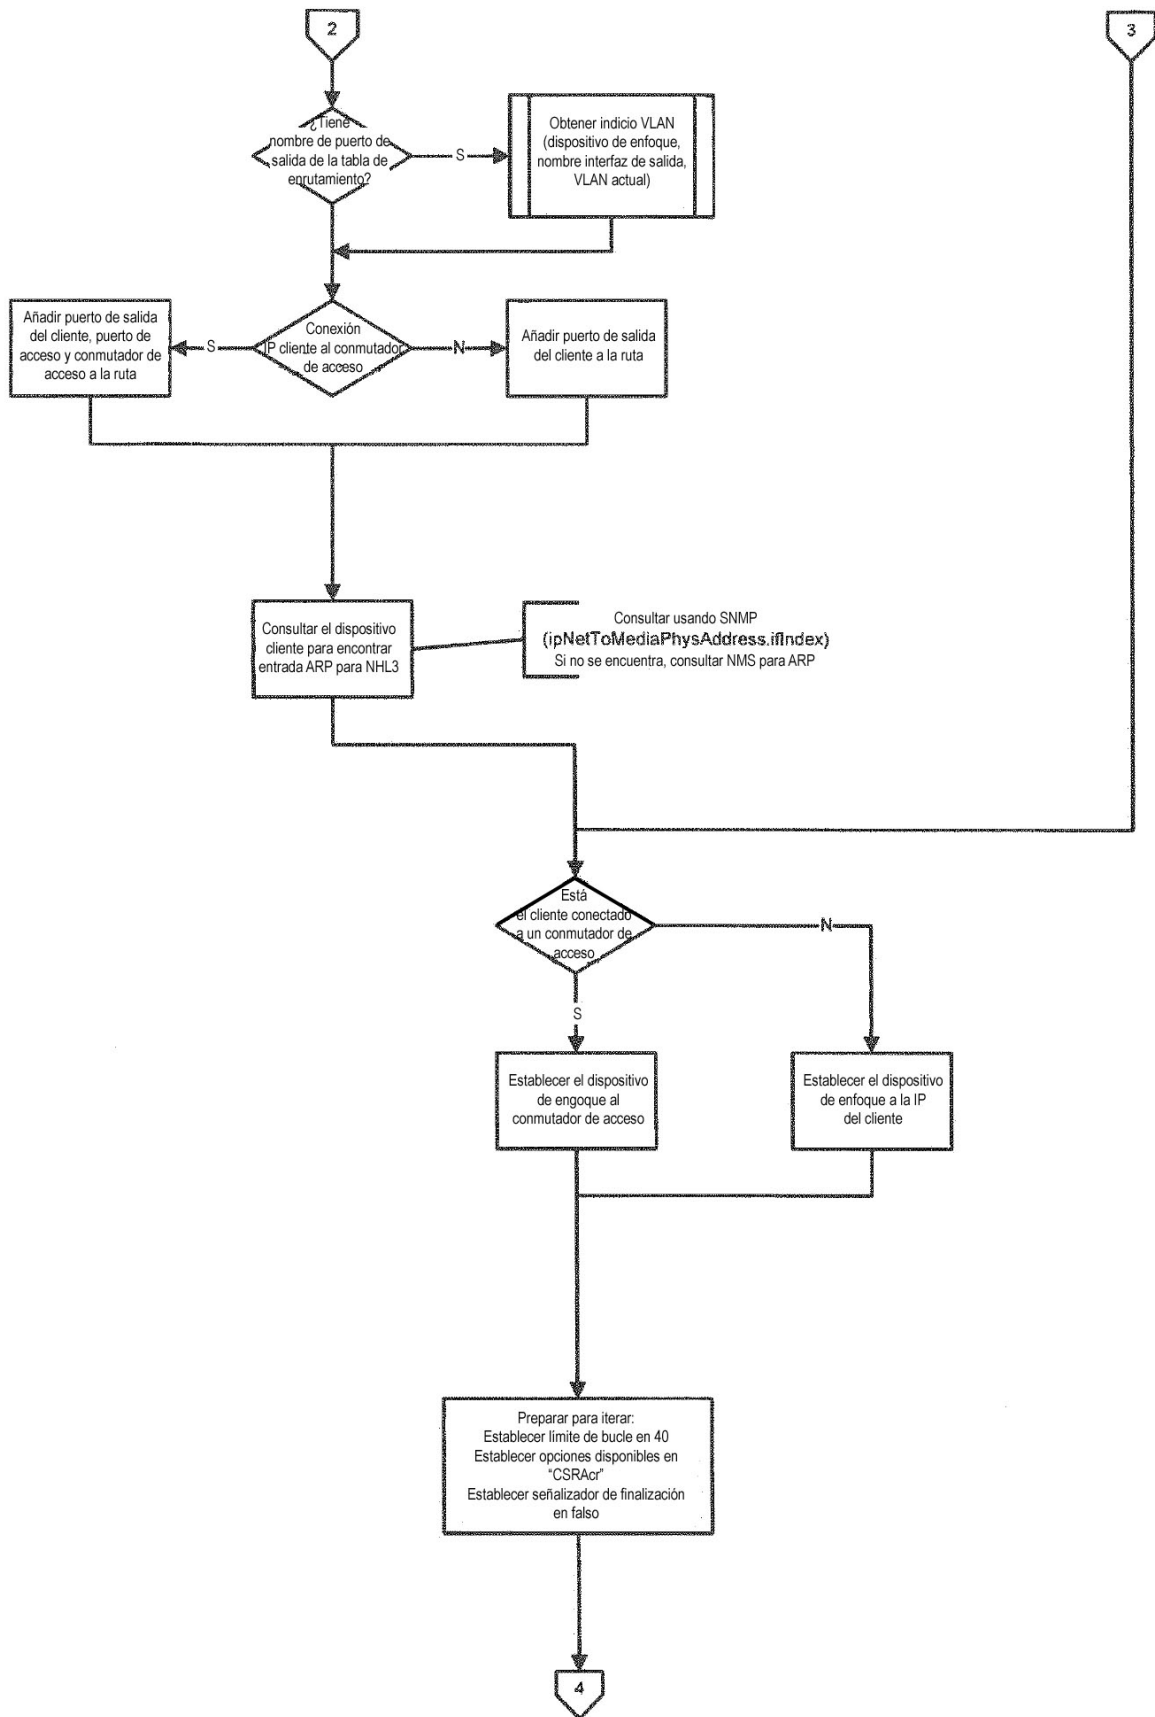 2
3
¿Tiene
nombre de puerto de
salida de la tabla de
enrutamiento?
S
Obtener indicio VLAN
(dispositivo de enfoque,
nombre interfaz de salida,
VLAN actual)
Añadir puerto de salida
del cliente, puerto de
acceso y conmutador de
acceso a la ruta
S
Conexión
IP cliente al conmutador
de acceso
N
Añadir puerto de salida
del cliente a la ruta
Consultar el dispositivo
cliente para encontrar
entrada ARP para NHL3
Consultar usando SNMP
(ipNetToMediaPhysAddress.ifIndex)
Si no se encuentra, consultar NMS para ARP
Está
el cliente conectado
a un conmutador de
acceso
N
S
Establecer el dispositivo
de engoque al
conmutador de acceso
Establecer el dispositivo
de enfoque a la IP
del cliente
Preparar para iterar:
Establecer límite de bucle en 40
Establecer opciones disponibles en
“CSRAcr”
Establecer señalizador de finalización
en falso
4